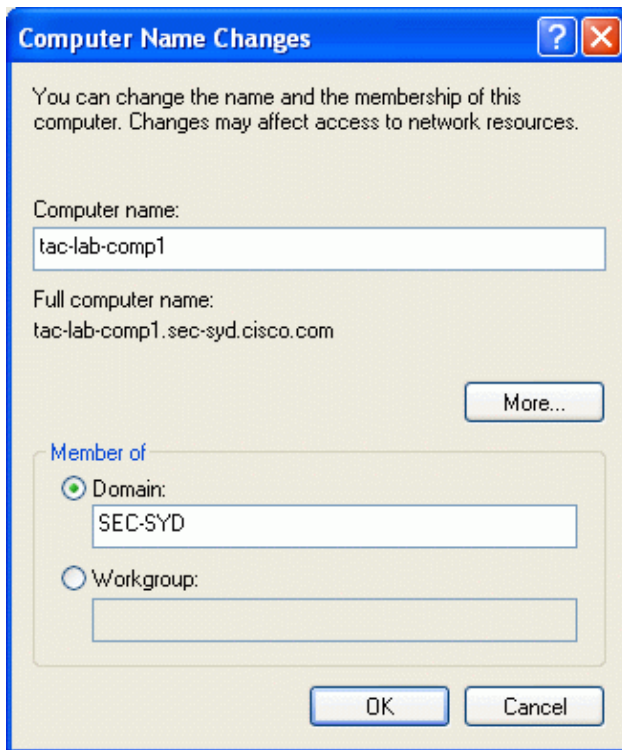 Computer Name Changes
You can change the name and the membership of this
computer. Changes may affect access to network resources.
Computer name:
tac-lab-comp1
Full computer name:
tac-lab-comp1.sec-syd.cisco.com
More...
Member of
Domain:
SEC-SYD
Workgroup:
OK
Cancel